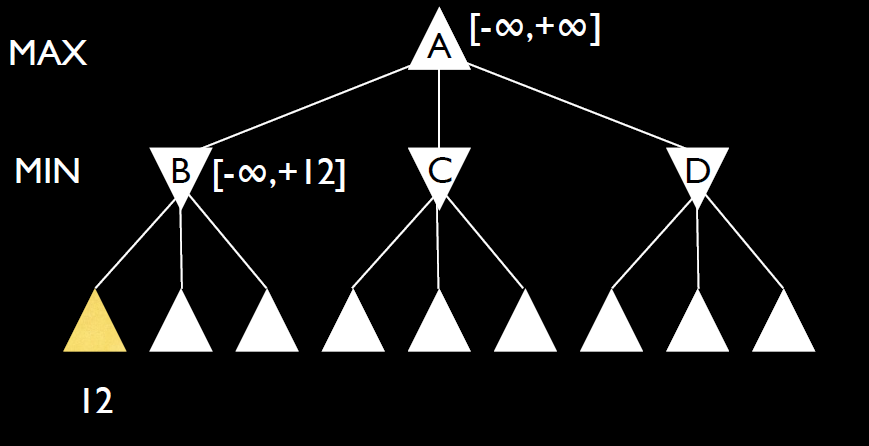 MAX
A
[-∞,+∞]
MIN
B
[-∞,+12]
C
D
12